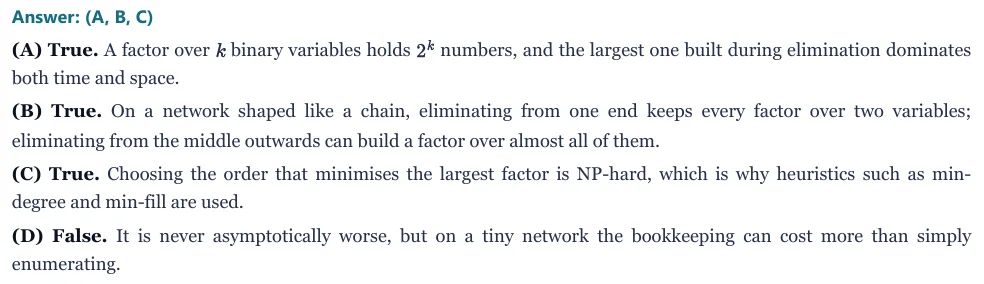 Answer: (A, B, C)
(A) True. A factor over k binary variables holds 2^k numbers, and the largest one built during elimination dominates
both time and space.
(B) True. On a network shaped like a chain, eliminating from one end keeps every factor over two variables;
eliminating from the middle outwards can build a factor over almost all of them.
(C) True. Choosing the order that minimises the largest factor is NP-hard, which is why heuristics such as min-
degree and min-fill are used.
(D) False. It is never asymptotically worse, but on a tiny network the bookkeeping can cost more than simply
enumerating.